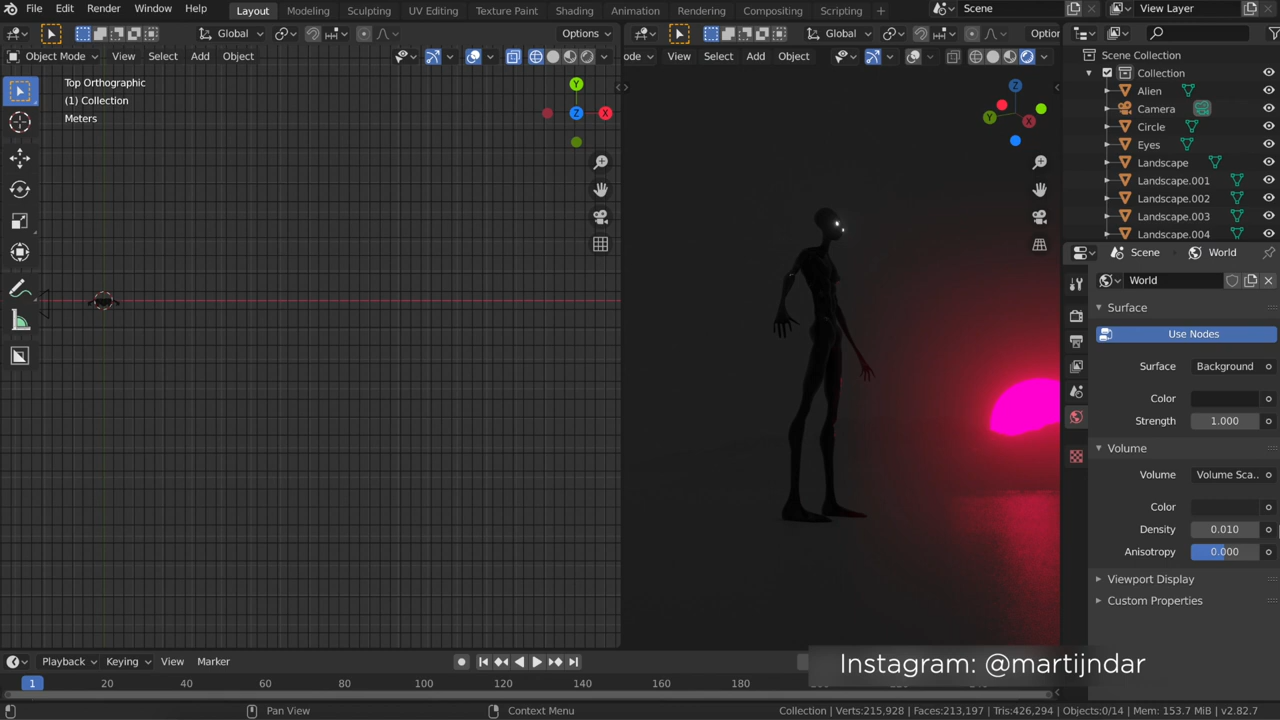 File Edit Render Window Help Layout Modeling Sculpting UV Editing Texture Paint Shading Animation Rendering Compositing Scripting + Scene View Layer
Global Options Global Optior
Object Mode View Select Add Object ode View Select Add Object
Top Orthographic
(1) Collection
Meters
Y
Z
X
Z
Y
X
Scene Collection
Collection
Alien
Camera
Circle
Eyes
Landscape
Landscape.001
Landscape.002
Landscape.003
Landscape.004
Scene World
World
Surface
Use Nodes
Surface Background
Color
Strength 1.000
Volume
Volume Volume Sca..
Color
Density 0.010
Anisotropy 0.000
Viewport Display
Custom Properties
Playback Keying View Marker
Instagram: @martijndar
1 20 40 60 80 100 120 140 160 180 200 220 240
Pan View Context Menu Collection | Verts:215,928 | Faces:213,197 | Tris:426,294 | Objects:0/14 | Mem: 153.7 MiB | v2.82.7